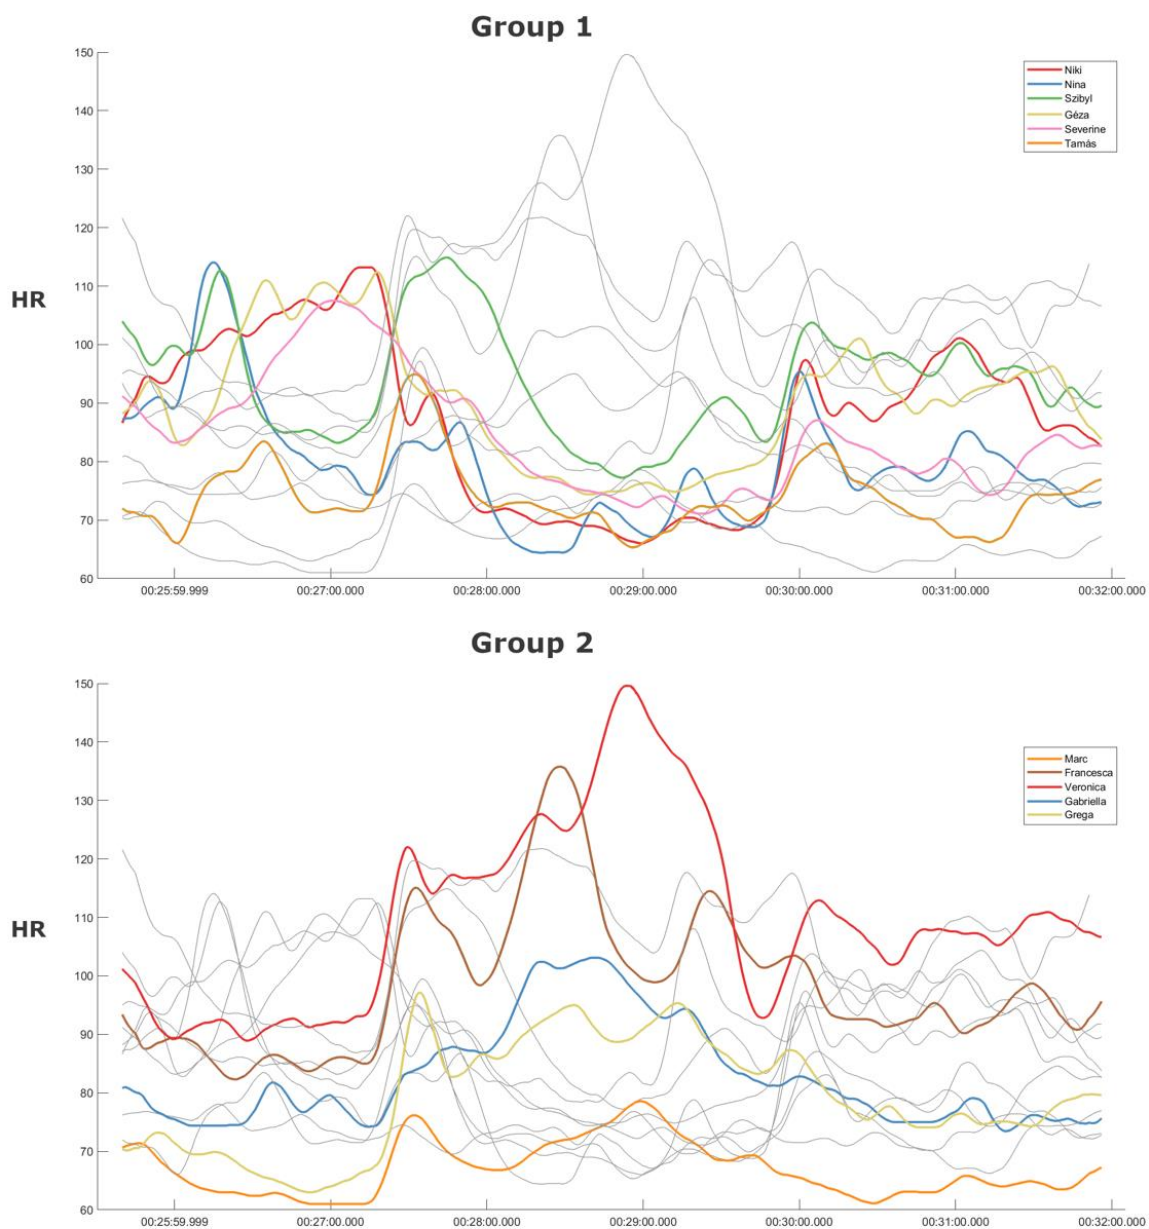 Group 1
150
140
130
120
110
100
90
80
70
60
HR
Niki
Nina
Szibyl
Géza
Severine
Tamás
00:25:59.999
00:27:00.000
00:28:00.000
00:29:00.000
00:30:00.000
00:31:00.000
00:32:00.000
Group 2
150
140
130
120
110
100
90
80
70
60
HR
Marc
Francesca
Veronica
Gabriella
Grega
00:25:59.999
00:27:00.000
00:28:00.000
00:29:00.000
00:30:00.000
00:31:00.000
00:32:00.000